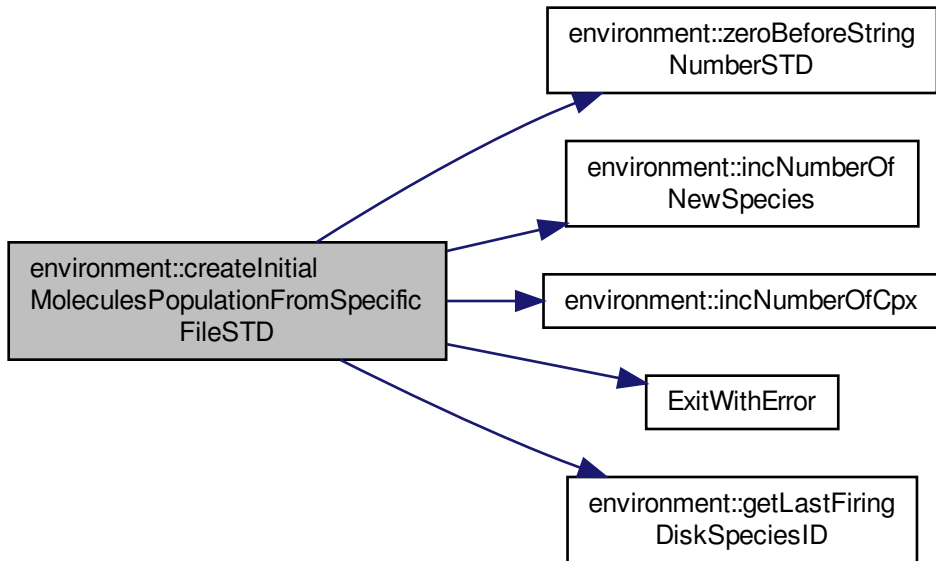 environment::zeroBeforeString
NumberSTD
environment::incNumberOf
NewSpecies
environment::createInitial
MoleculesPopulationFromSpecific
FileSTD
environment::incNumberOfCpx
ExitWithError
environment::getLastFiring
DiskSpeciesID